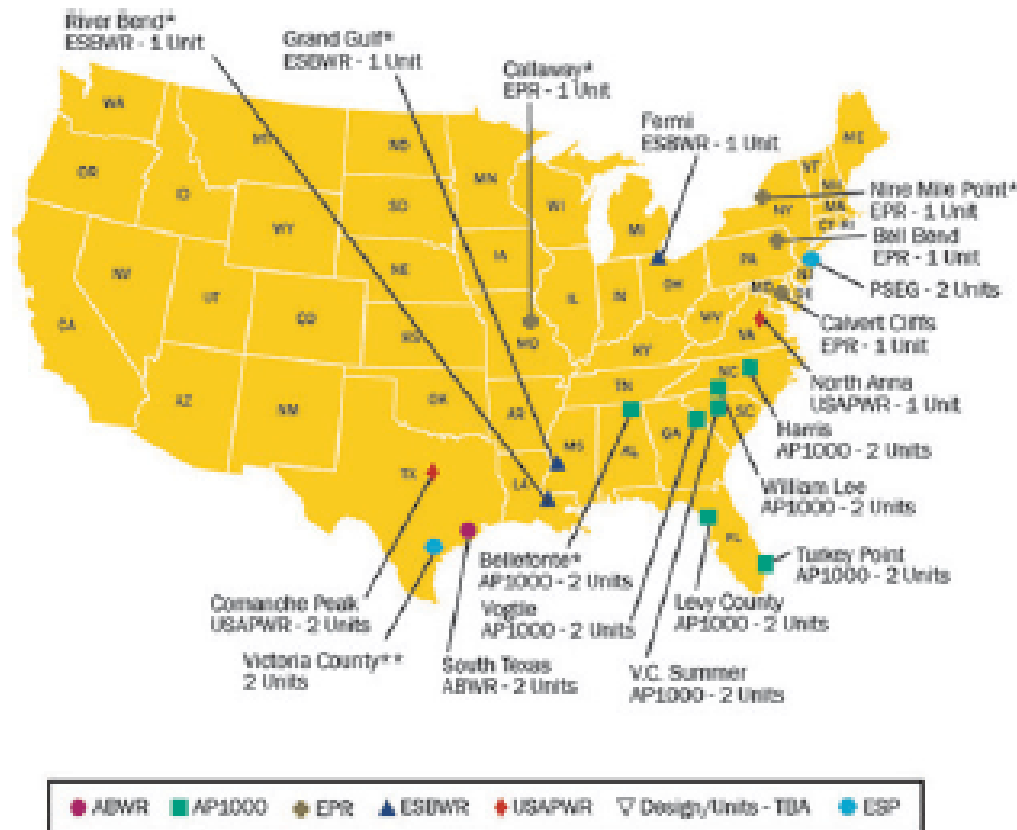 River Bend*
ESBWR - 1 Unit
Grand Gulf*
ESBWR - 1 Unit
Callaway*
EPR - 1 Unit
Fermi
ESBWR - 1 Unit
Nine Mile Point*
EPR - 1 Unit
Bell Bend
EPR - 1 Unit
PSEG - 2 Units
Calvert Cliffs
EPR - 1 Unit
North Anna
USAPWR - 1 Unit
Harris
AP1000 - 2 Units
William Lee
AP1000 - 2 Units
Turkey Point
AP1000 - 2 Units
Levy County
AP1000 - 2 Units
V.C. Summer
AP1000 - 2 Units
Bellefonte*
AP1000 - 2 Units
Vogtle
AP1000 - 2 Units
South Texas
ABWR - 2 Units
Comanche Peak
USAPWR - 2 Units
Victoria County**
2 Units
WA
OR
ID
ND
MN
SD
WI
MI
WY
NV
UT
CA
CO
NE
IA
KS
MO
IL
IN
OH
PA
NY
VT
NH
ME
MA
CT RI
NJ
MD
DE
WV
VA
KY
TN
NC
SC
GA
AL
MS
AR
LA
OK
TX
NM
AZ
FL
ABWR
AP1000
EPR
ESBWR
USAPWR
Design/Units - TBA
ESP